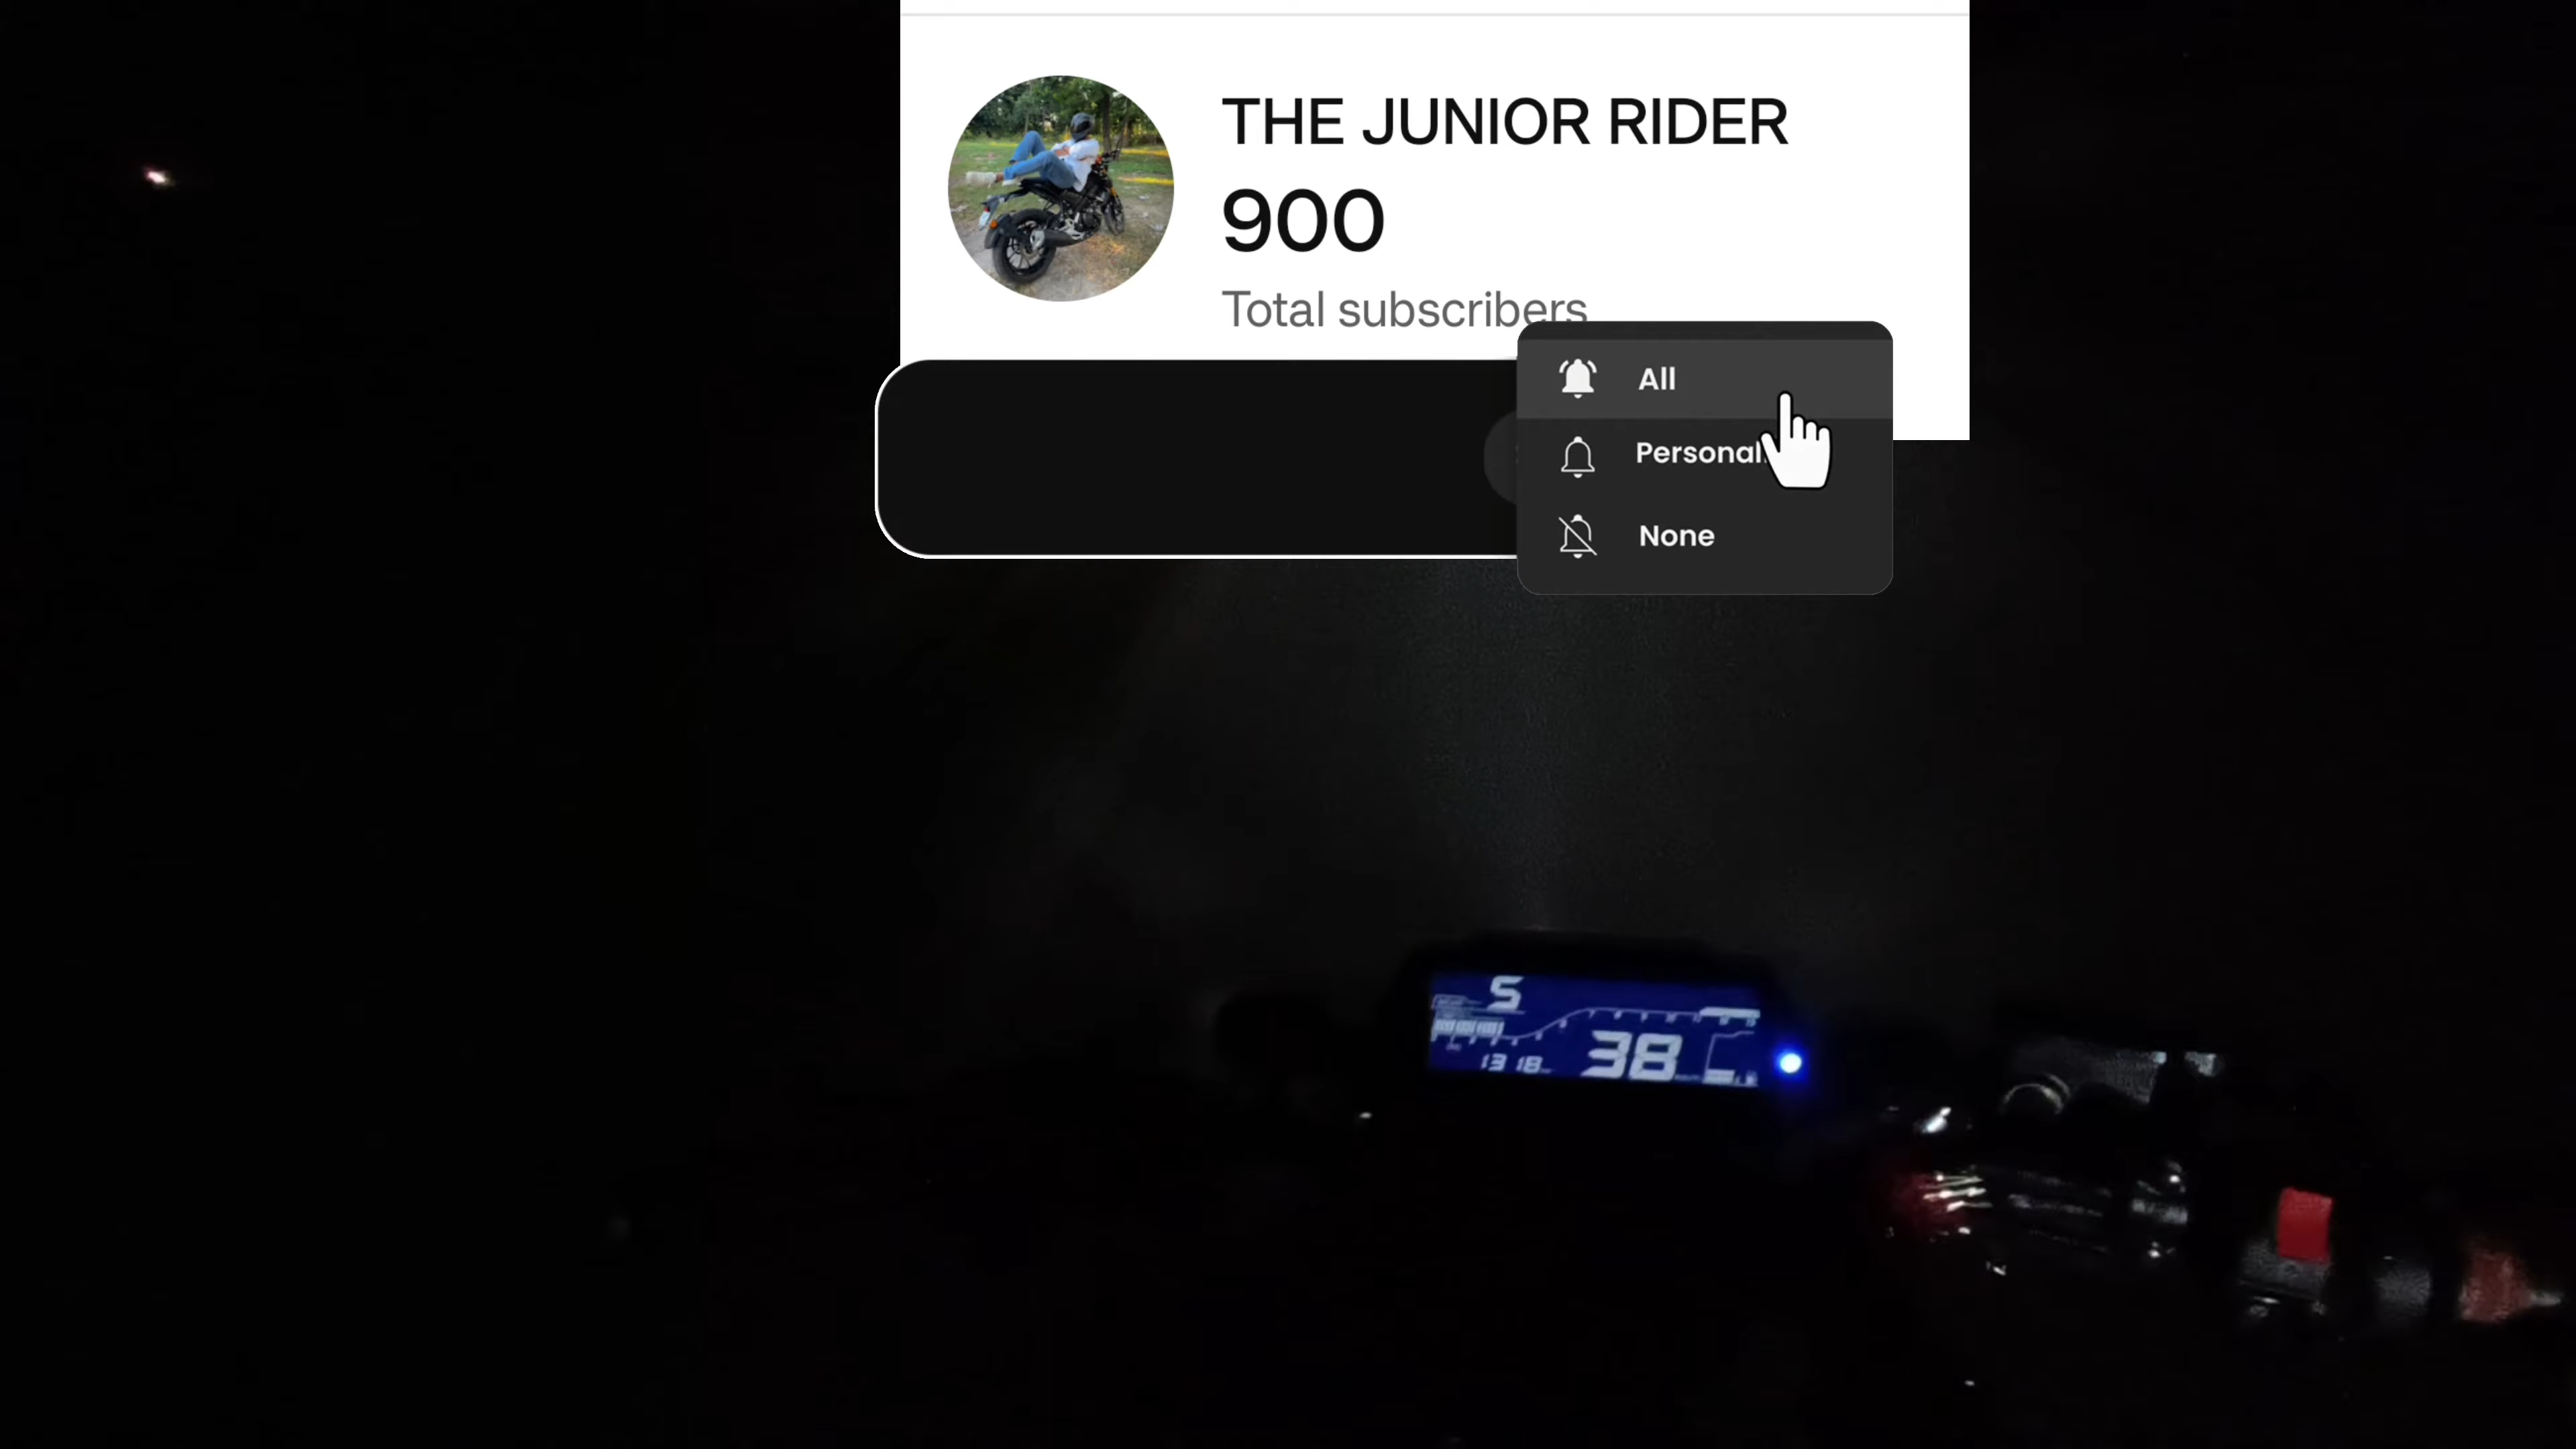 THE JUNIOR RIDER
900
Total subscribers
All
Personal
None
S
38